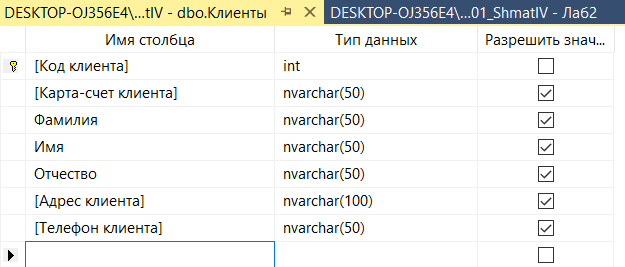 DESKTOP-OJ356E4\...tIV - dbo.Клиенты DESKTOP-OJ356E4\...01_ShmatIV - Лаб2
Имя столбца Тип данных Разрешить знач...
[Код клиента] int
[Карта-счет клиента] nvarchar(50)
Фамилия nvarchar(50)
Имя nvarchar(50)
Отчество nvarchar(50)
[Адрес клиента] nvarchar(100)
[Телефон клиента] nvarchar(50)